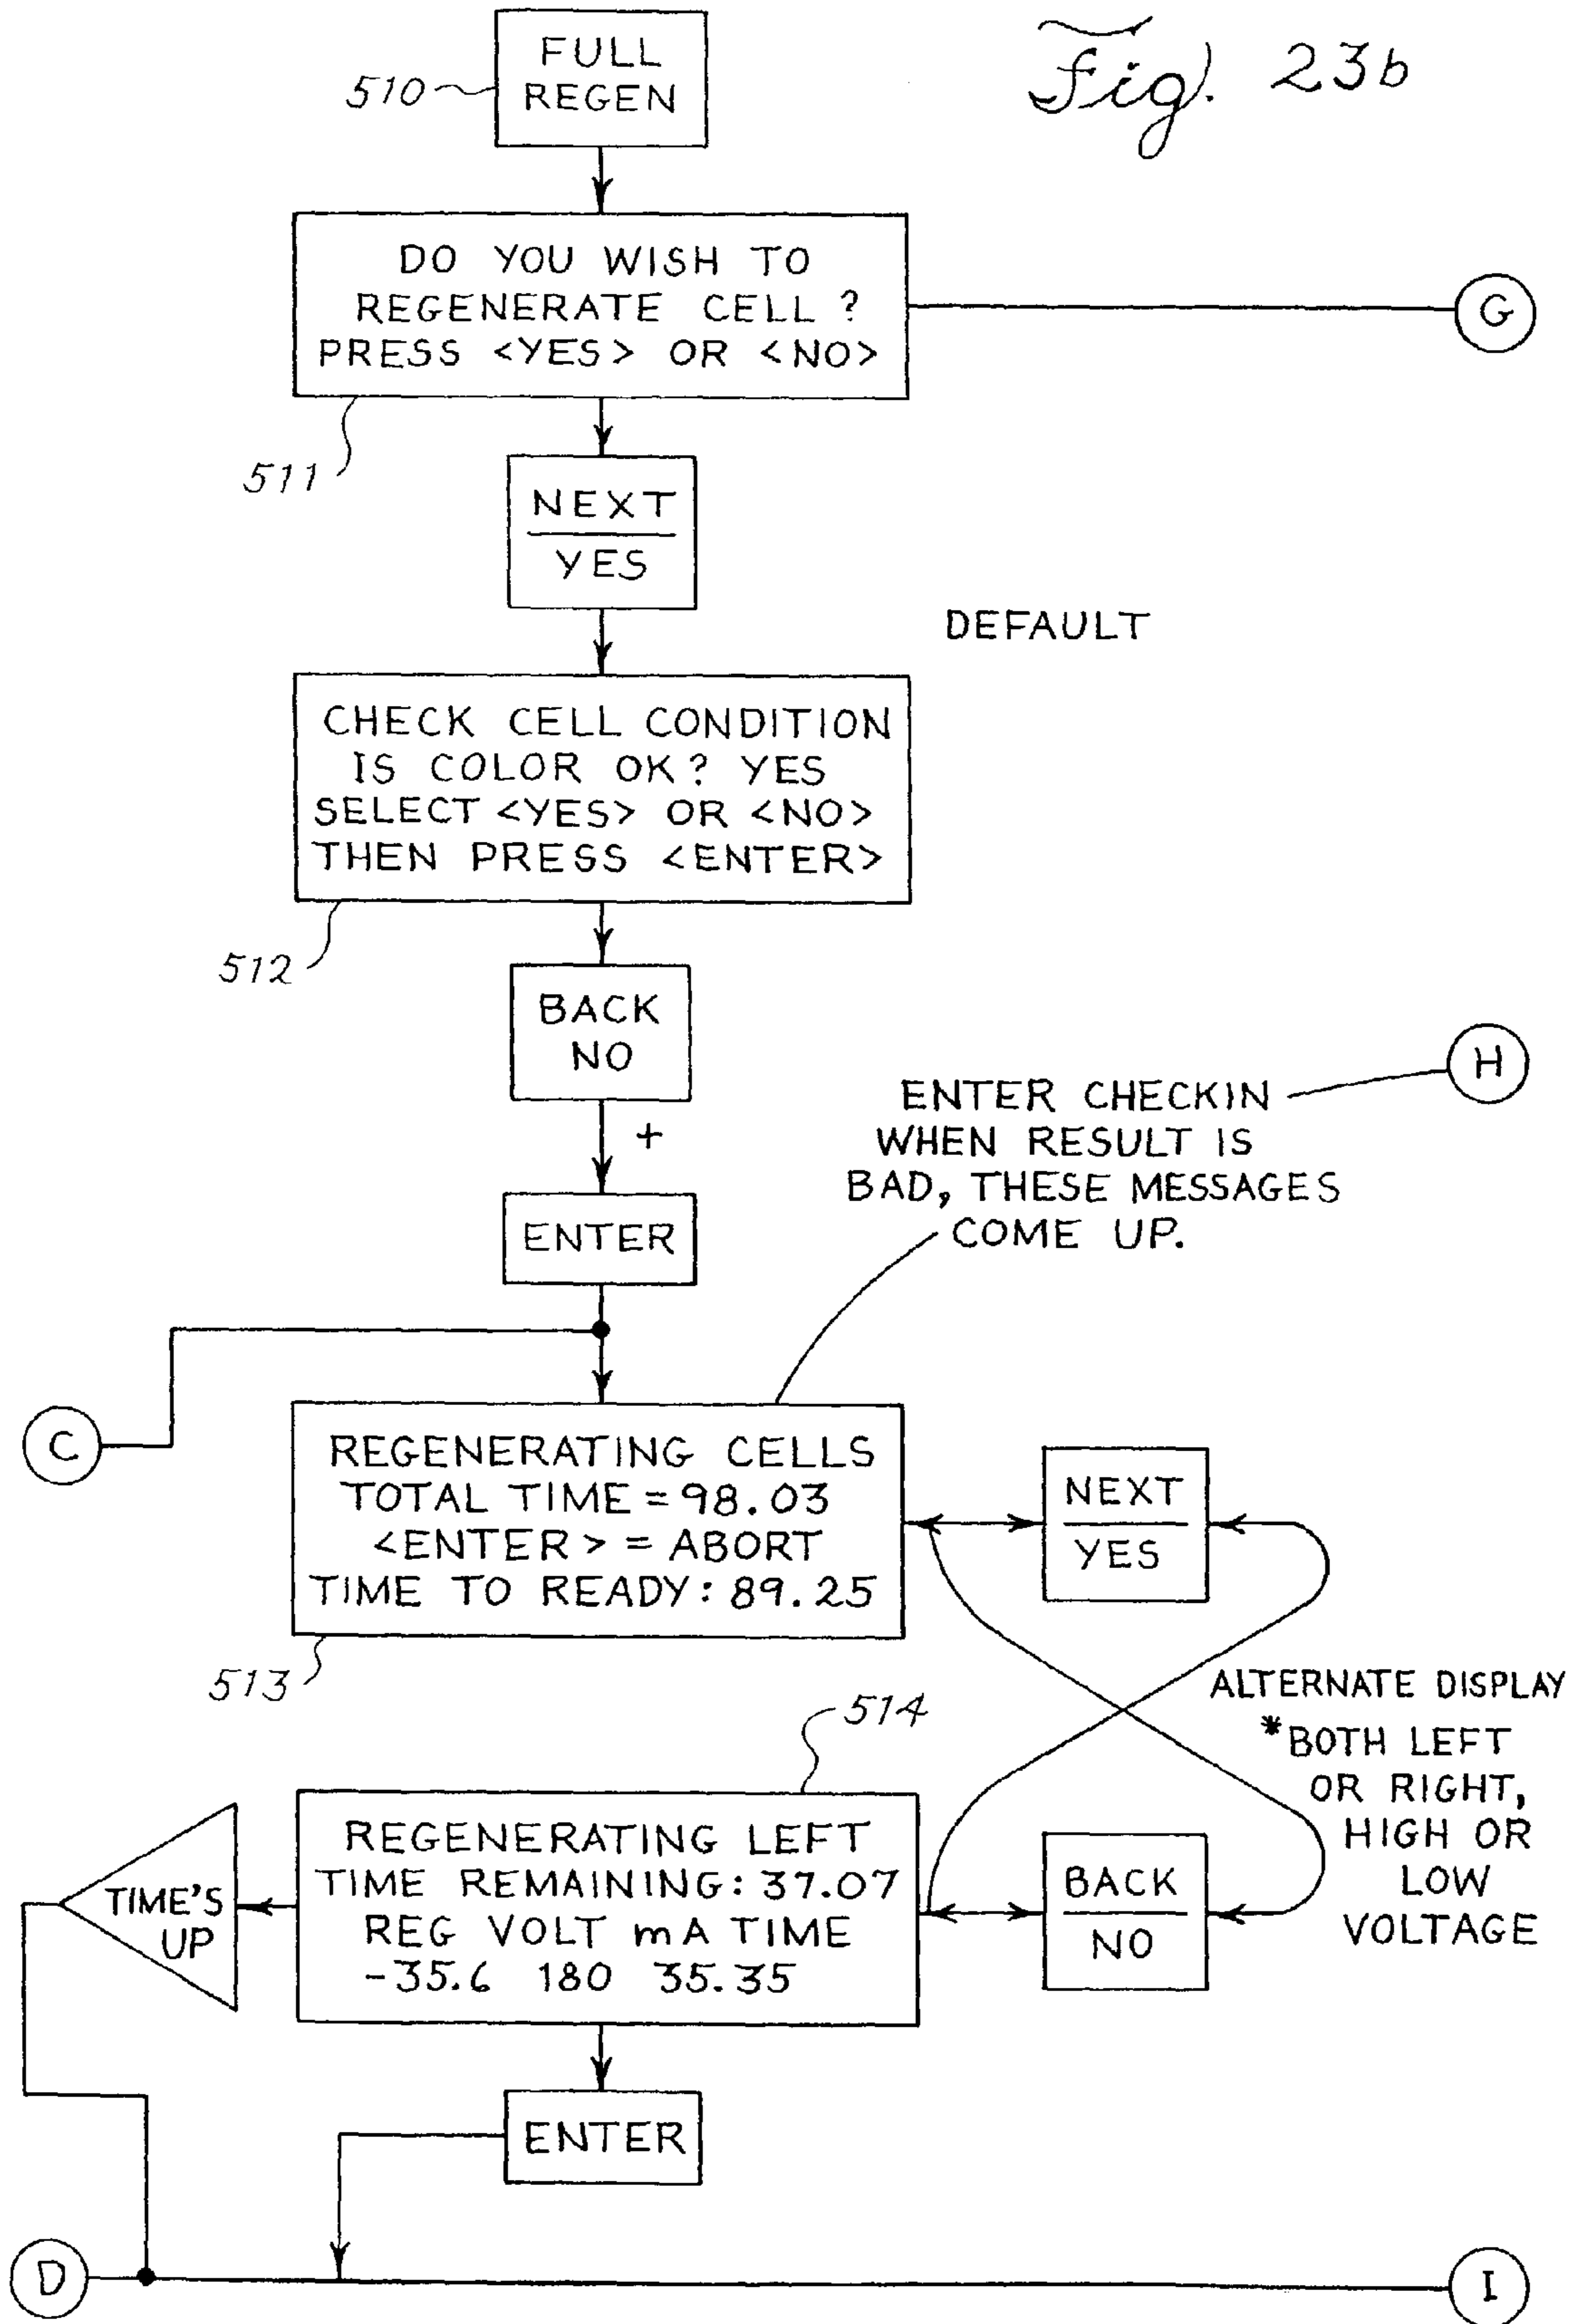 Fig. 23b
FULL
REGEN
510
DO YOU WISH TO
REGENERATE CELL ?
PRESS <YES> OR <NO>
G
511
NEXT
YES
DEFAULT
CHECK CELL CONDITION
IS COLOR OK? YES
SELECT <YES> OR <NO>
THEN PRESS <ENTER>
512
BACK
NO
H
ENTER CHECKIN
WHEN RESULT IS
BAD, THESE MESSAGES
COME UP.
+
ENTER
C
REGENERATING CELLS
TOTAL TIME = 98.03
<ENTER> = ABORT
TIME TO READY: 89.25
NEXT
YES
513
514
ALTERNATE DISPLAY
*BOTH LEFT
OR RIGHT,
HIGH OR
LOW
VOLTAGE
TIME'S
UP
REGENERATING LEFT
TIME REMAINING: 37.07
REG VOLT mA TIME
-35.6 180 35.35
BACK
NO
ENTER
D
I